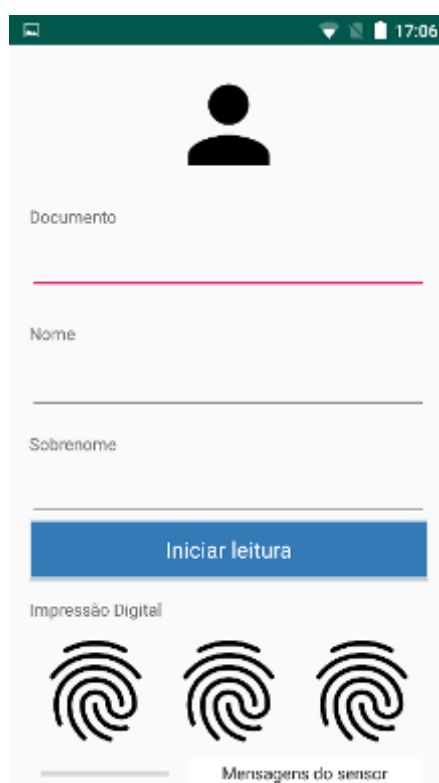 17:06
Documento
Nome
Sobrenome
Iniciar leitura
Impressão Digital
Mensagens do sensor